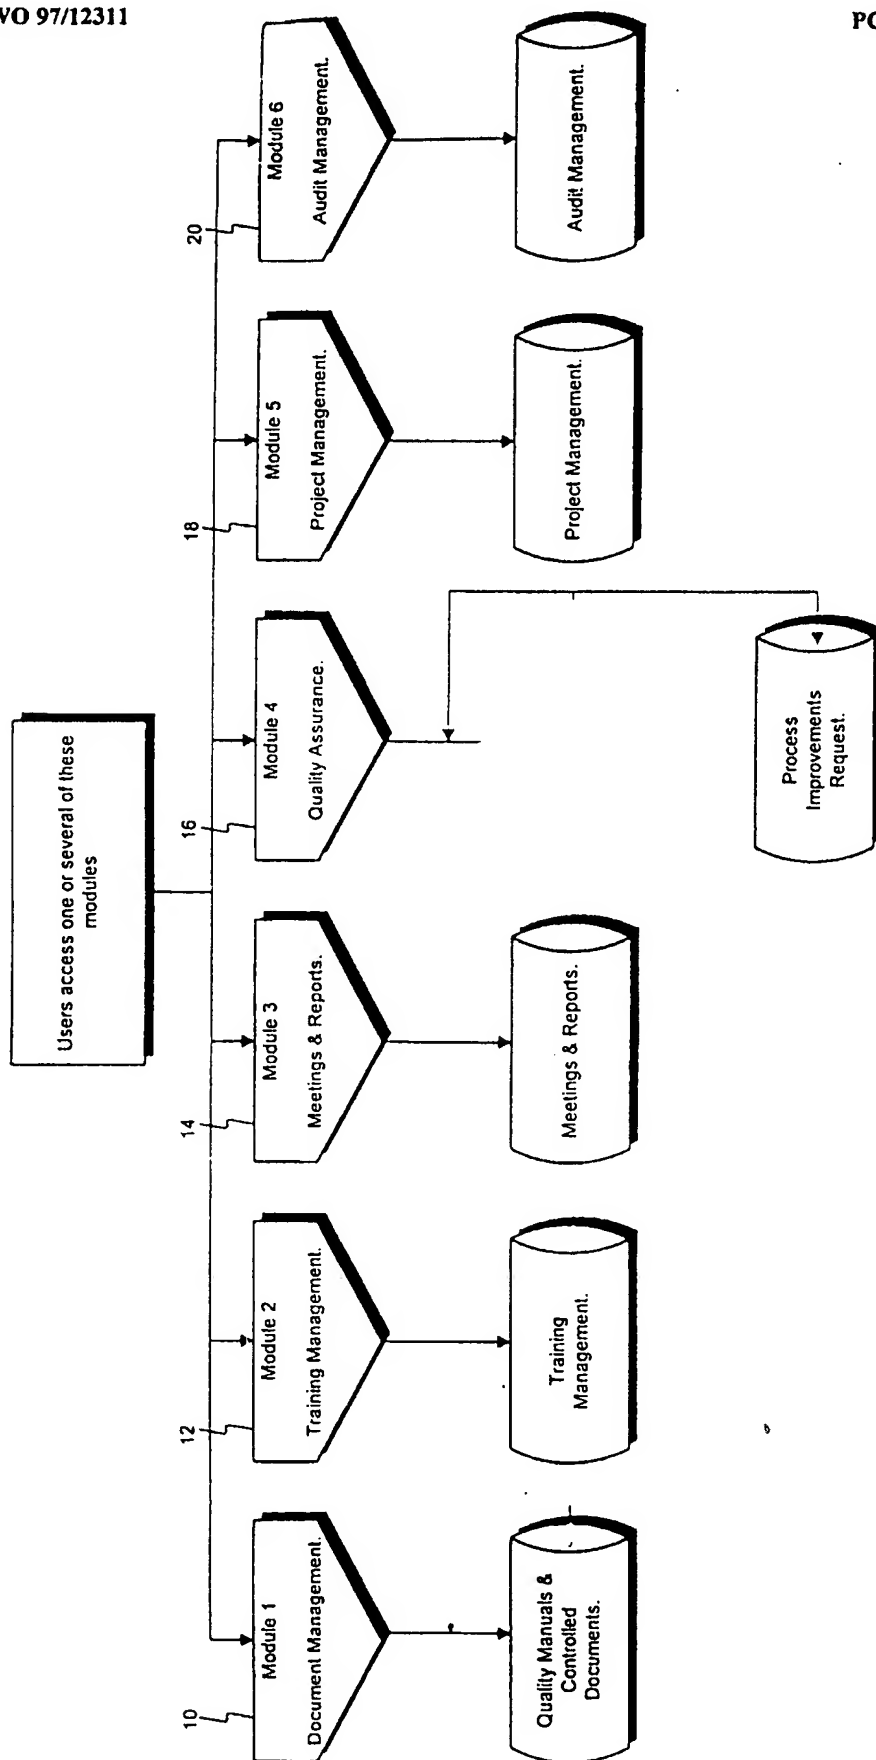 VO 97/12311
PC
Users access one or several of these
modules
10
Module 1
Document Management.
12
Module 2
Training Management.
14
Module 3
Meetings & Reports.
16
Module 4
Quality Assurance.
18
Module 5
Project Management.
20
Module 6
Audit Management.
Quality Manuals &
Controlled
Documents.
Training
Management.
Meetings & Reports.
Process
Improvements
Request.
Project Management.
Audit Management.